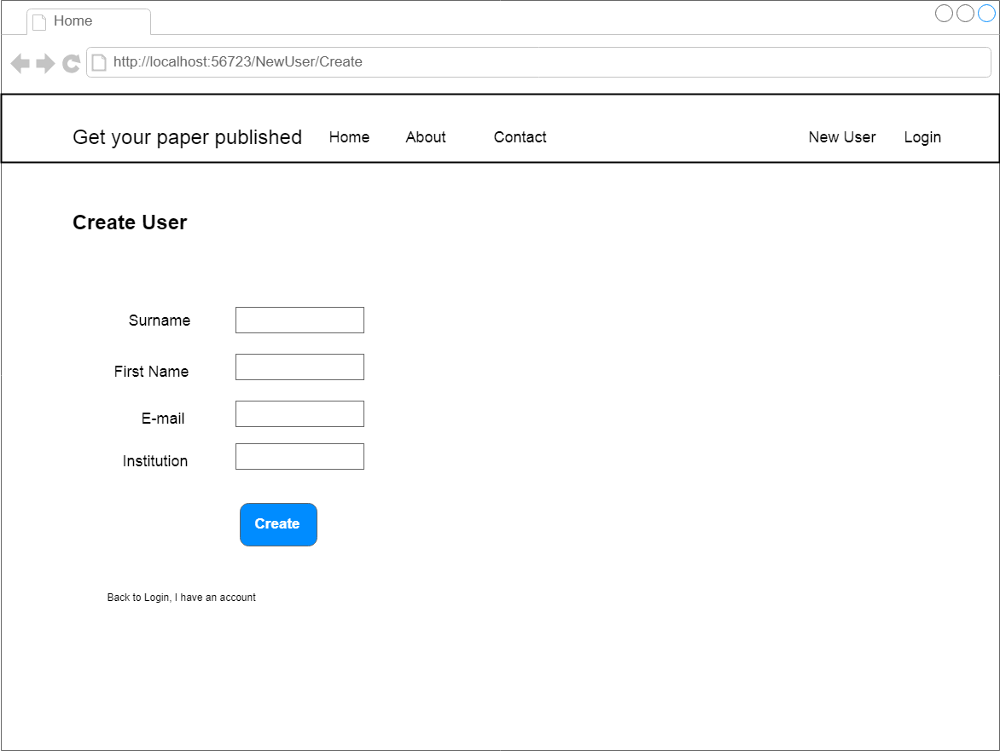 Home
http://localhost:56723/NewUser/Create
Get your paper published Home About Contact New User Login
Create User
Surname
First Name
E-mail
Institution
Create
Back to Login, I have an account